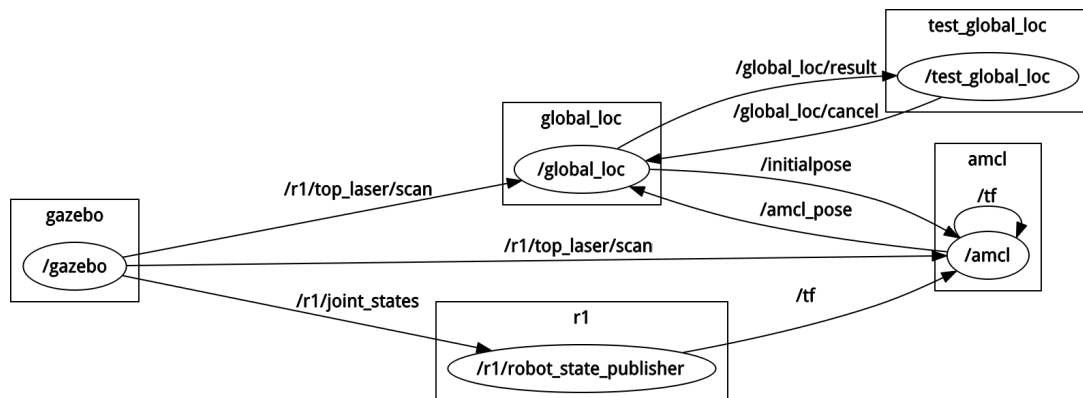 test_global_loc
/test_global_loc
/global_loc/result
/global_loc/cancel
global_loc
/global_loc
/initialpose
/amcl_pose
amcl
/tf
/amcl
/r1/top_laser/scan
gazebo
/gazebo
/r1/top_laser/scan
/r1/joint_states
/tf
r1
/r1/robot_state_publisher